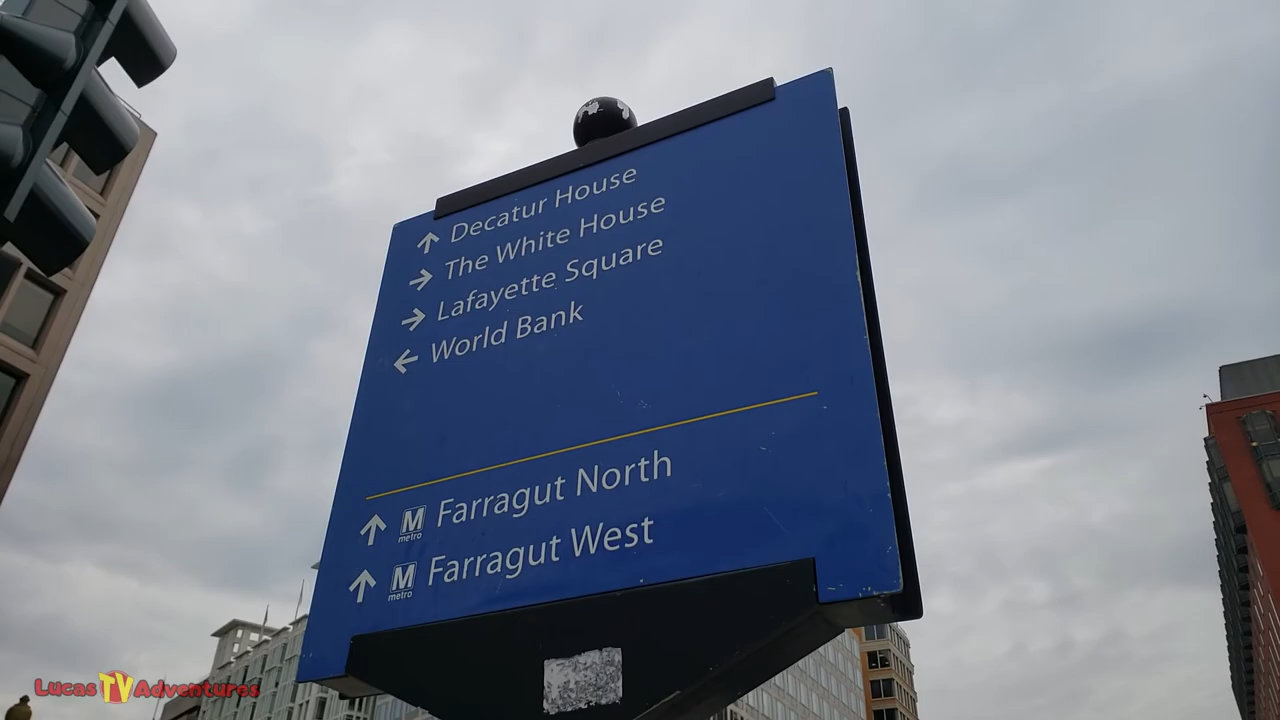 ↑ Decatur House
→ The White House
→ Lafayette Square
← World Bank
↑ M metro Farragut North
↑ M metro Farragut West
Lucas TV Adventures